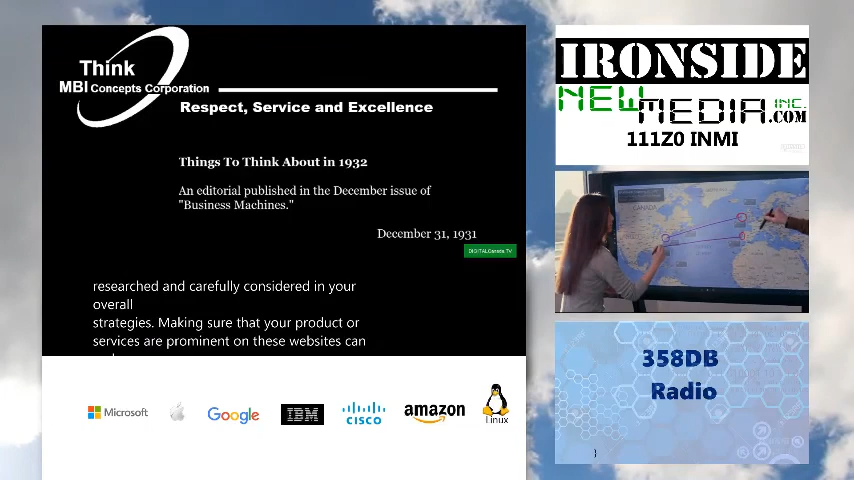 Think
MBI Concepts Corporation
Respect, Service and Excellence
Things To Think About in 1932
An editorial published in the December issue of
"Business Machines."
December 31, 1931
DIGITALCanada.TV
researched and carefully considered in your
overall
strategies. Making sure that your product or
services are prominent on these websites can
Microsoft
Google
IBM
CISCO
amazon
Linux
IRONSIDE
NEW
MEDIA INC.
.COM
111Z0 INMI
CANADA
358DB
Radio
}